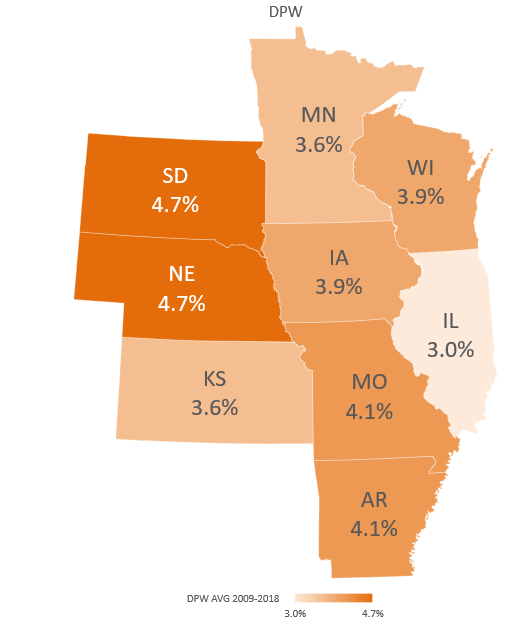 DPW
MN
3.6%
WI
3.9%
SD
4.7%
IA
3.9%
NE
4.7%
IL
3.0%
KS
3.6%
MO
4.1%
AR
4.1%
DPW AVG 2009-2018
3.0%
4.7%